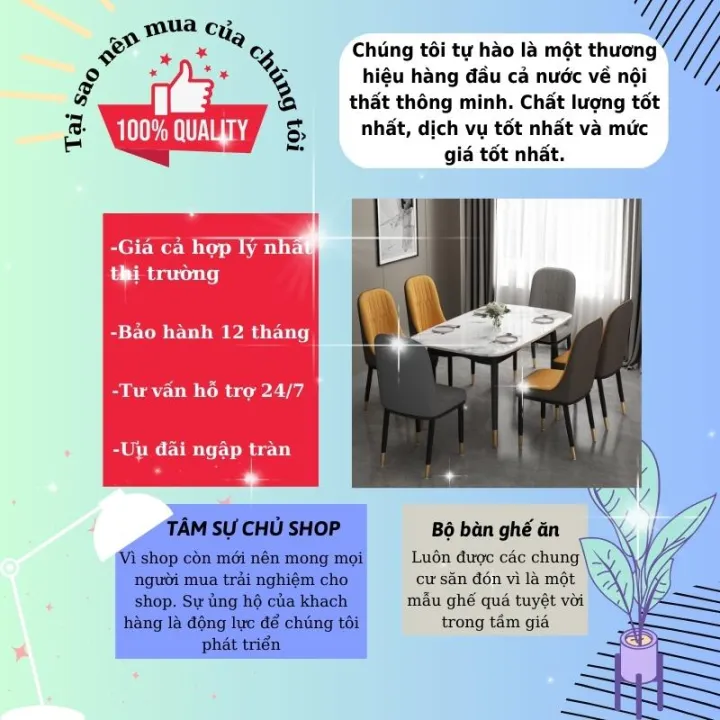 Tại sao nên mua của chúng tôi
100% QUALITY
Chúng tôi tự hào là một thương
hiệu hàng đầu cả nước về nội
thất thông minh. Chất lượng tốt
nhất, dịch vụ tốt nhất và mức
giá tốt nhất.
-Giá cả hợp lý nhất
thị trường
-Bảo hành 12 tháng
-Tư vấn hỗ trợ 24/7
-Ưu đãi ngập tràn
TÂM SỰ CHỦ SHOP
Vì shop còn mới nên mong mọi
người mua trải nghiệm cho
shop. Sự ủng hộ của khach
hàng là động lực để chúng tôi
phát triển
Bộ bàn ghế ăn
Luôn được các chung
cư săn đón vì là một
mẫu ghế quá tuyệt vời
trong tầm giá